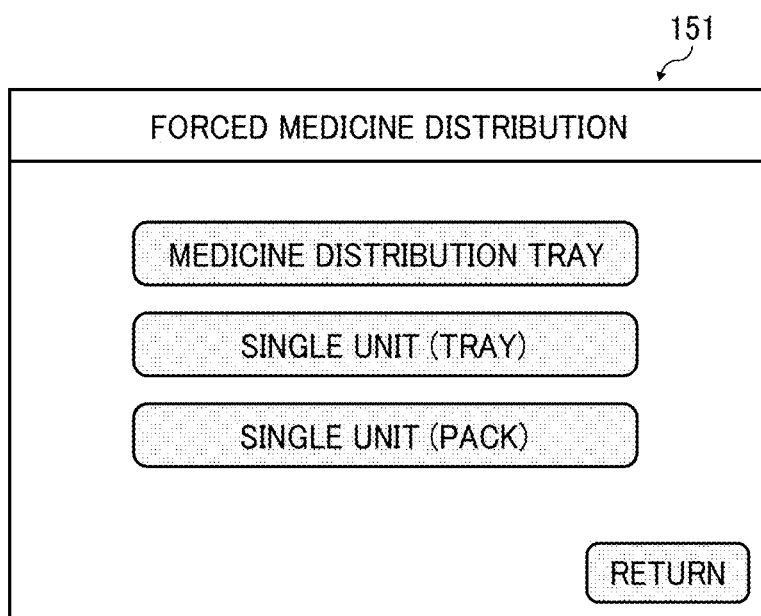 151
FORCED MEDICINE DISTRIBUTION
MEDICINE DISTRIBUTION TRAY
SINGLE UNIT (TRAY)
SINGLE UNIT (PACK)
RETURN